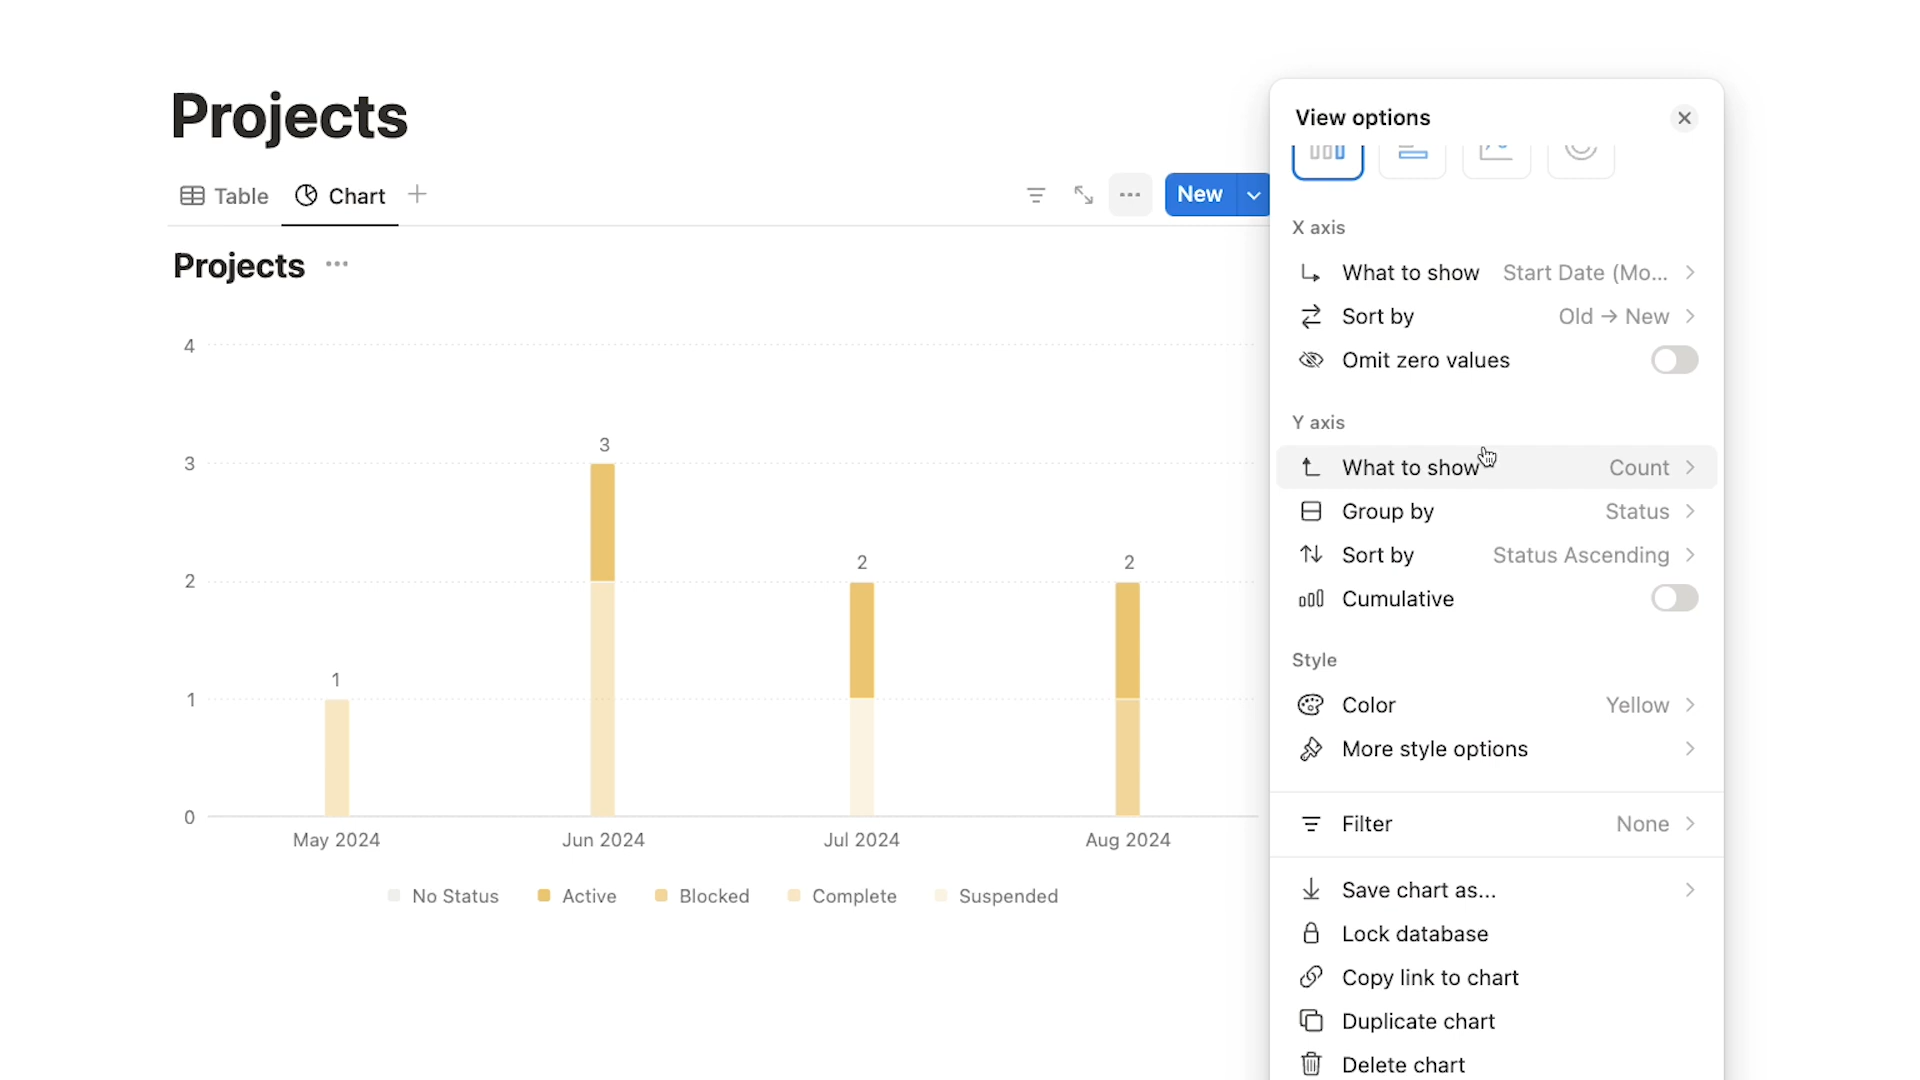 Projects
Table
Chart
New
Projects
4
3
2
1
0
1
3
2
2
May 2024
Jun 2024
Jul 2024
Aug 2024
No Status
Active
Blocked
Complete
Suspended
View options
X axis
What to show Start Date (Mo...
Sort by Old → New
Omit zero values
Y axis
What to show Count
Group by Status
Sort by Status Ascending
Cumulative
Style
Color Yellow
More style options
Filter None
Save chart as...
Lock database
Copy link to chart
Duplicate chart
Delete chart